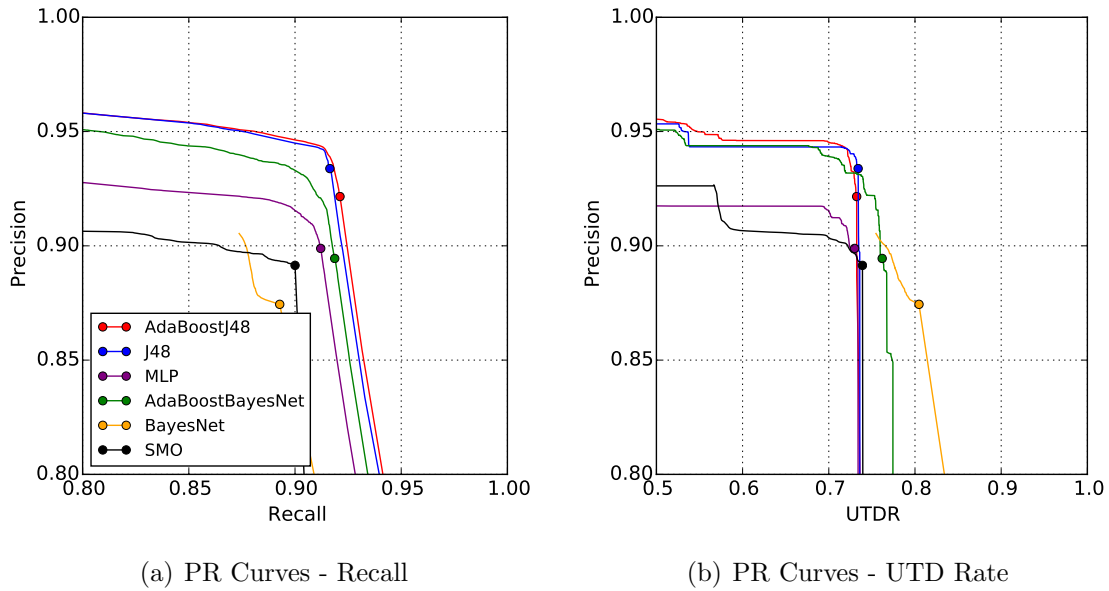 1.00
0.95
0.90
0.85
0.80
Precision
AdaBoostJ48
J48
MLP
AdaBoostBayesNet
BayesNet
SMO
0.80 0.85 0.90 0.95 1.00
Recall
(a) PR Curves - Recall
1.00
0.95
0.90
0.85
0.80
Precision
0.5 0.6 0.7 0.8 0.9 1.0
UTDR
(b) PR Curves - UTD Rate